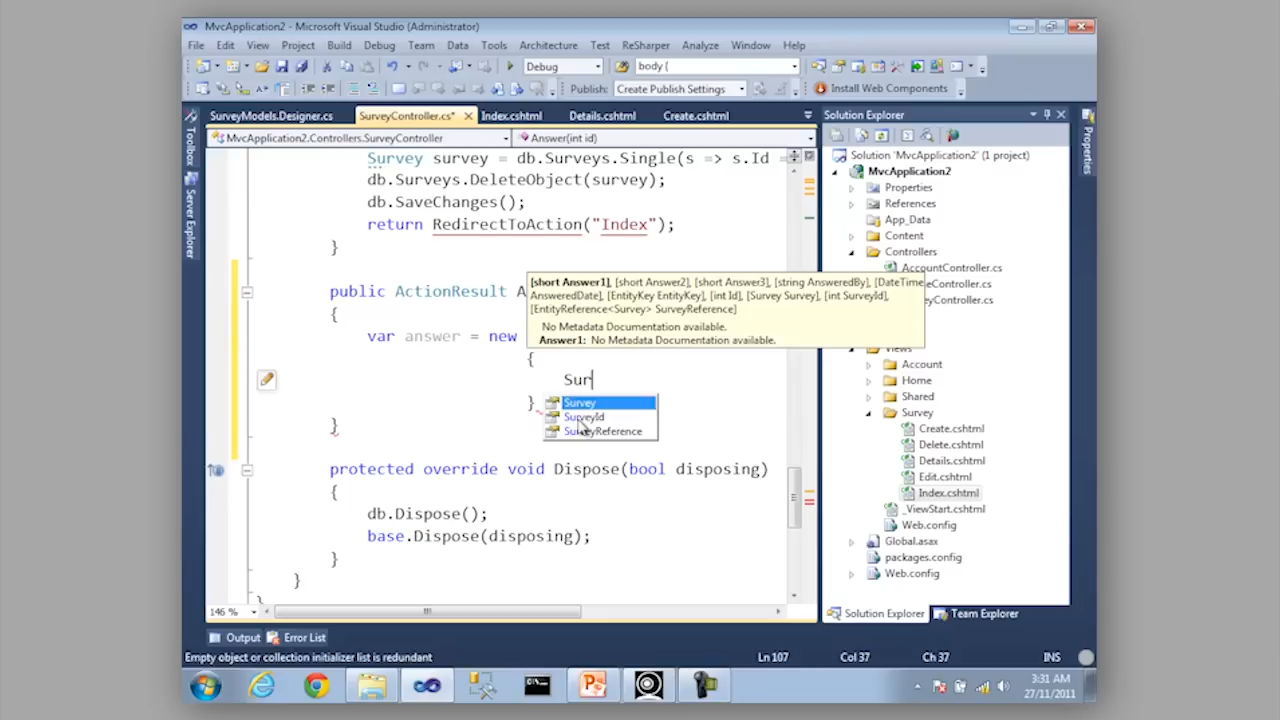 MvcApplication2 - Microsoft Visual Studio (Administrator)
File Edit View Project Build Debug Team Data Tools Architecture Test ReSharper Analyze Window Help
Debug body {
Publish: Create Publish Settings Install Web Components
SurveyModels.Designer.cs SurveyController.cs* Index.cshtml Details.cshtml Create.cshtml
MvcApplication2.Controllers.SurveyController Answer(int id)
Toolbox
Server Explorer
Survey survey = db.Surveys.Single(s => s.Id =
db.Surveys.DeleteObject(survey);
db.SaveChanges();
return RedirectToAction("Index");
}
public ActionResult A
{
var answer = new
{
Sur
}
}
[short Answer1], [short Answer2], [short Answer3], [string AnsweredBy], [DateTime
AnsweredDate], [EntityKey EntityKey], [int Id], [Survey Survey], [int SurveyId],
[EntityReference<Survey> SurveyReference]
No Metadata Documentation available.
Answer1: No Metadata Documentation available.
Survey
SurveyId
SurveyReference
protected override void Dispose(bool disposing)
{
db.Dispose();
base.Dispose(disposing);
}
}
146 %
Solution Explorer
Solution 'MvcApplication2' (1 project)
MvcApplication2
Properties
References
App_Data
Content
Controllers
AccountController.cs
eController.cs
eyController.cs
Views
Account
Home
Shared
Survey
Create.cshtml
Delete.cshtml
Details.cshtml
Edit.cshtml
Index.cshtml
_ViewStart.cshtml
Web.config
Global.asax
packages.config
Web.config
Solution Explorer Team Explorer
Properties
Output Error List
Empty object or collection initializer list is redundant Ln 107 Col 37 Ch 37 INS
3:31 AM
27/11/2011